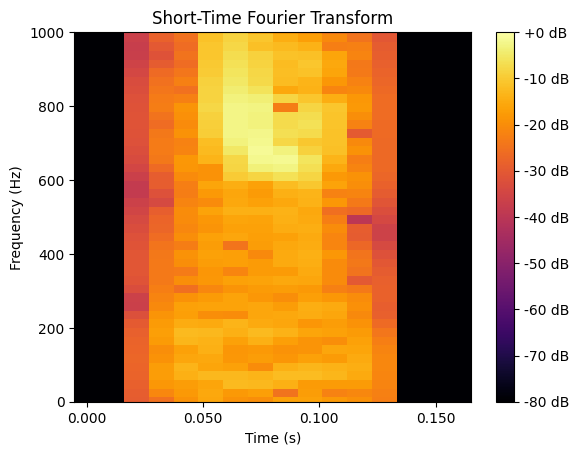 Short-Time Fourier Transform
1000
800
600
400
200
0
Frequency (Hz)
0.000
0.050
0.100
0.150
Time (s)
+0 dB
-10 dB
-20 dB
-30 dB
-40 dB
-50 dB
-60 dB
-70 dB
-80 dB